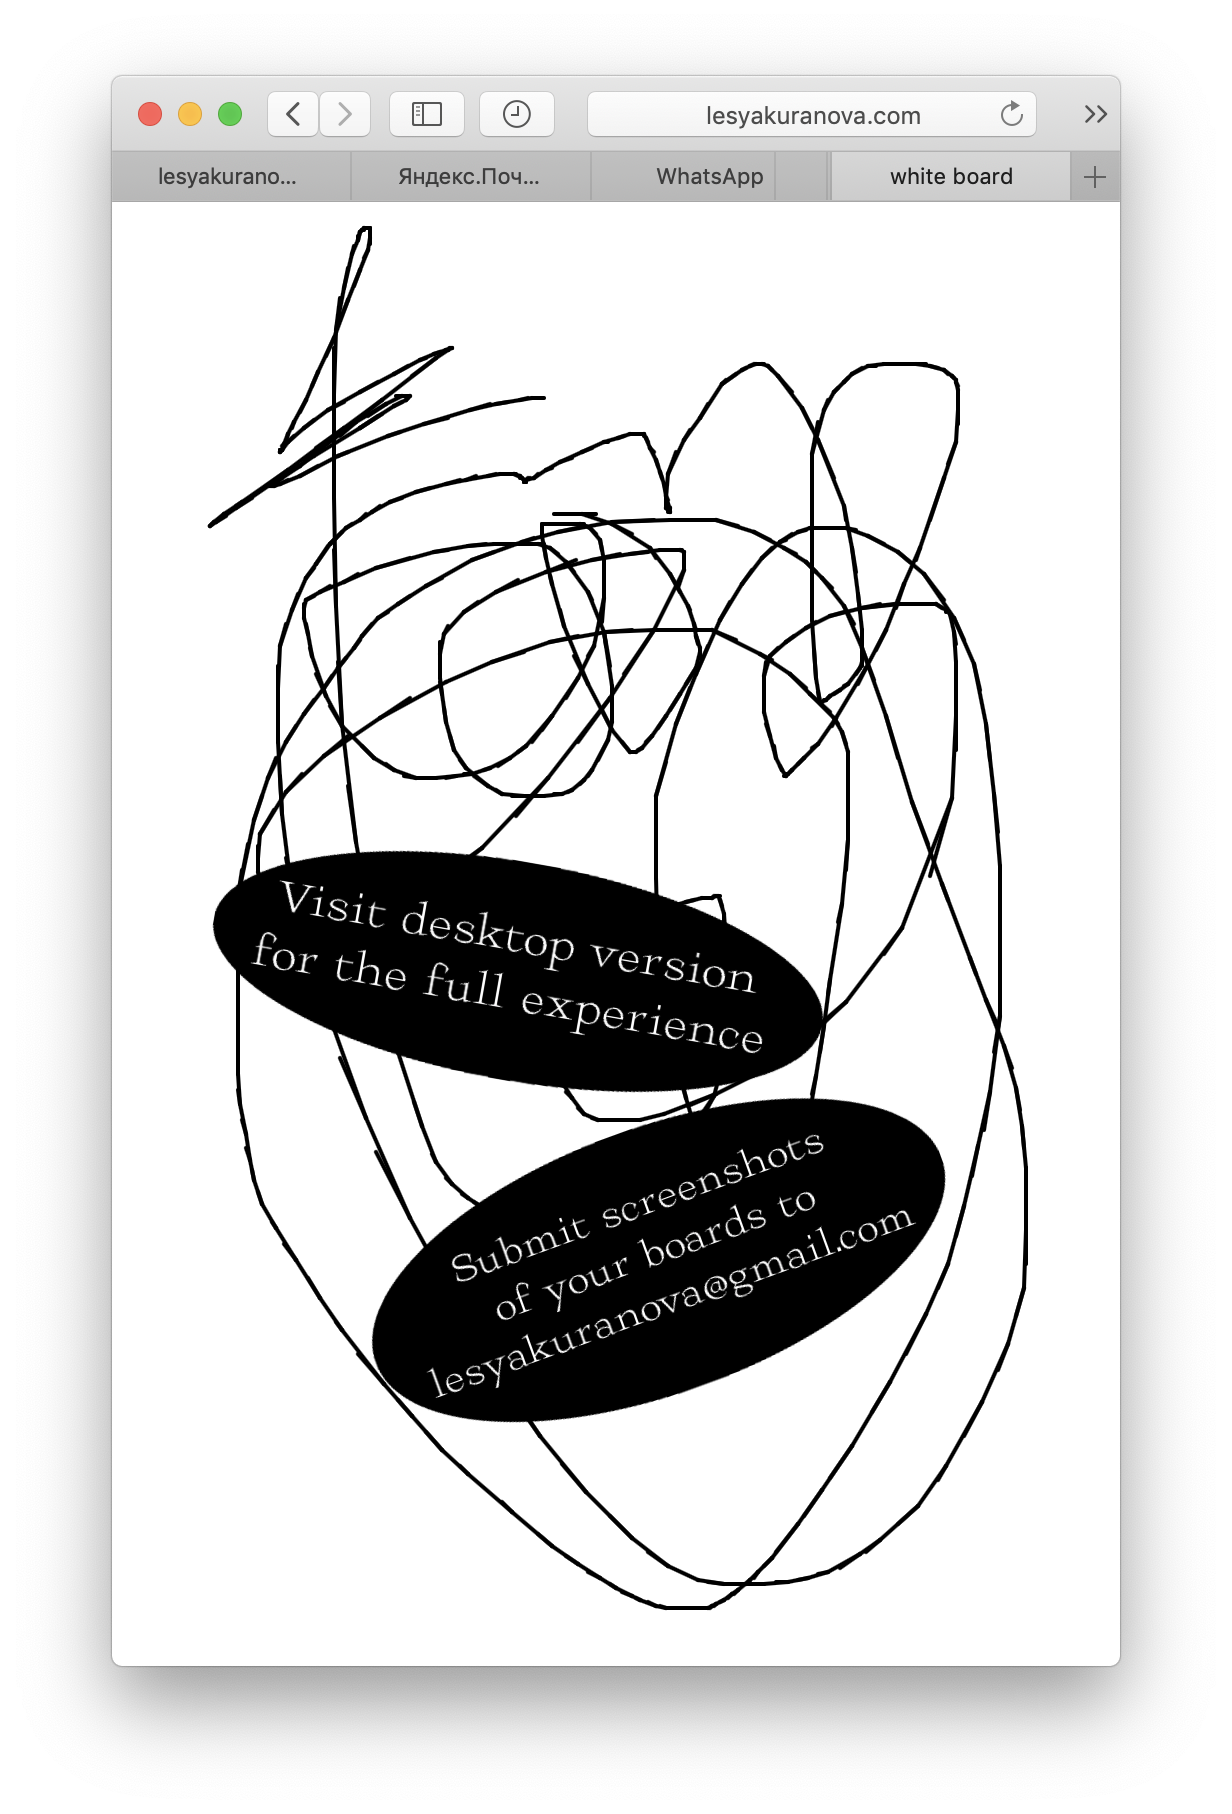 lesyakuranova.com
lesyakurano... Яндекс.Поч... WhatsApp white board
Visit desktop version
for the full experience
Submit screenshots
of your boards to
lesyakuranova@gmail.com